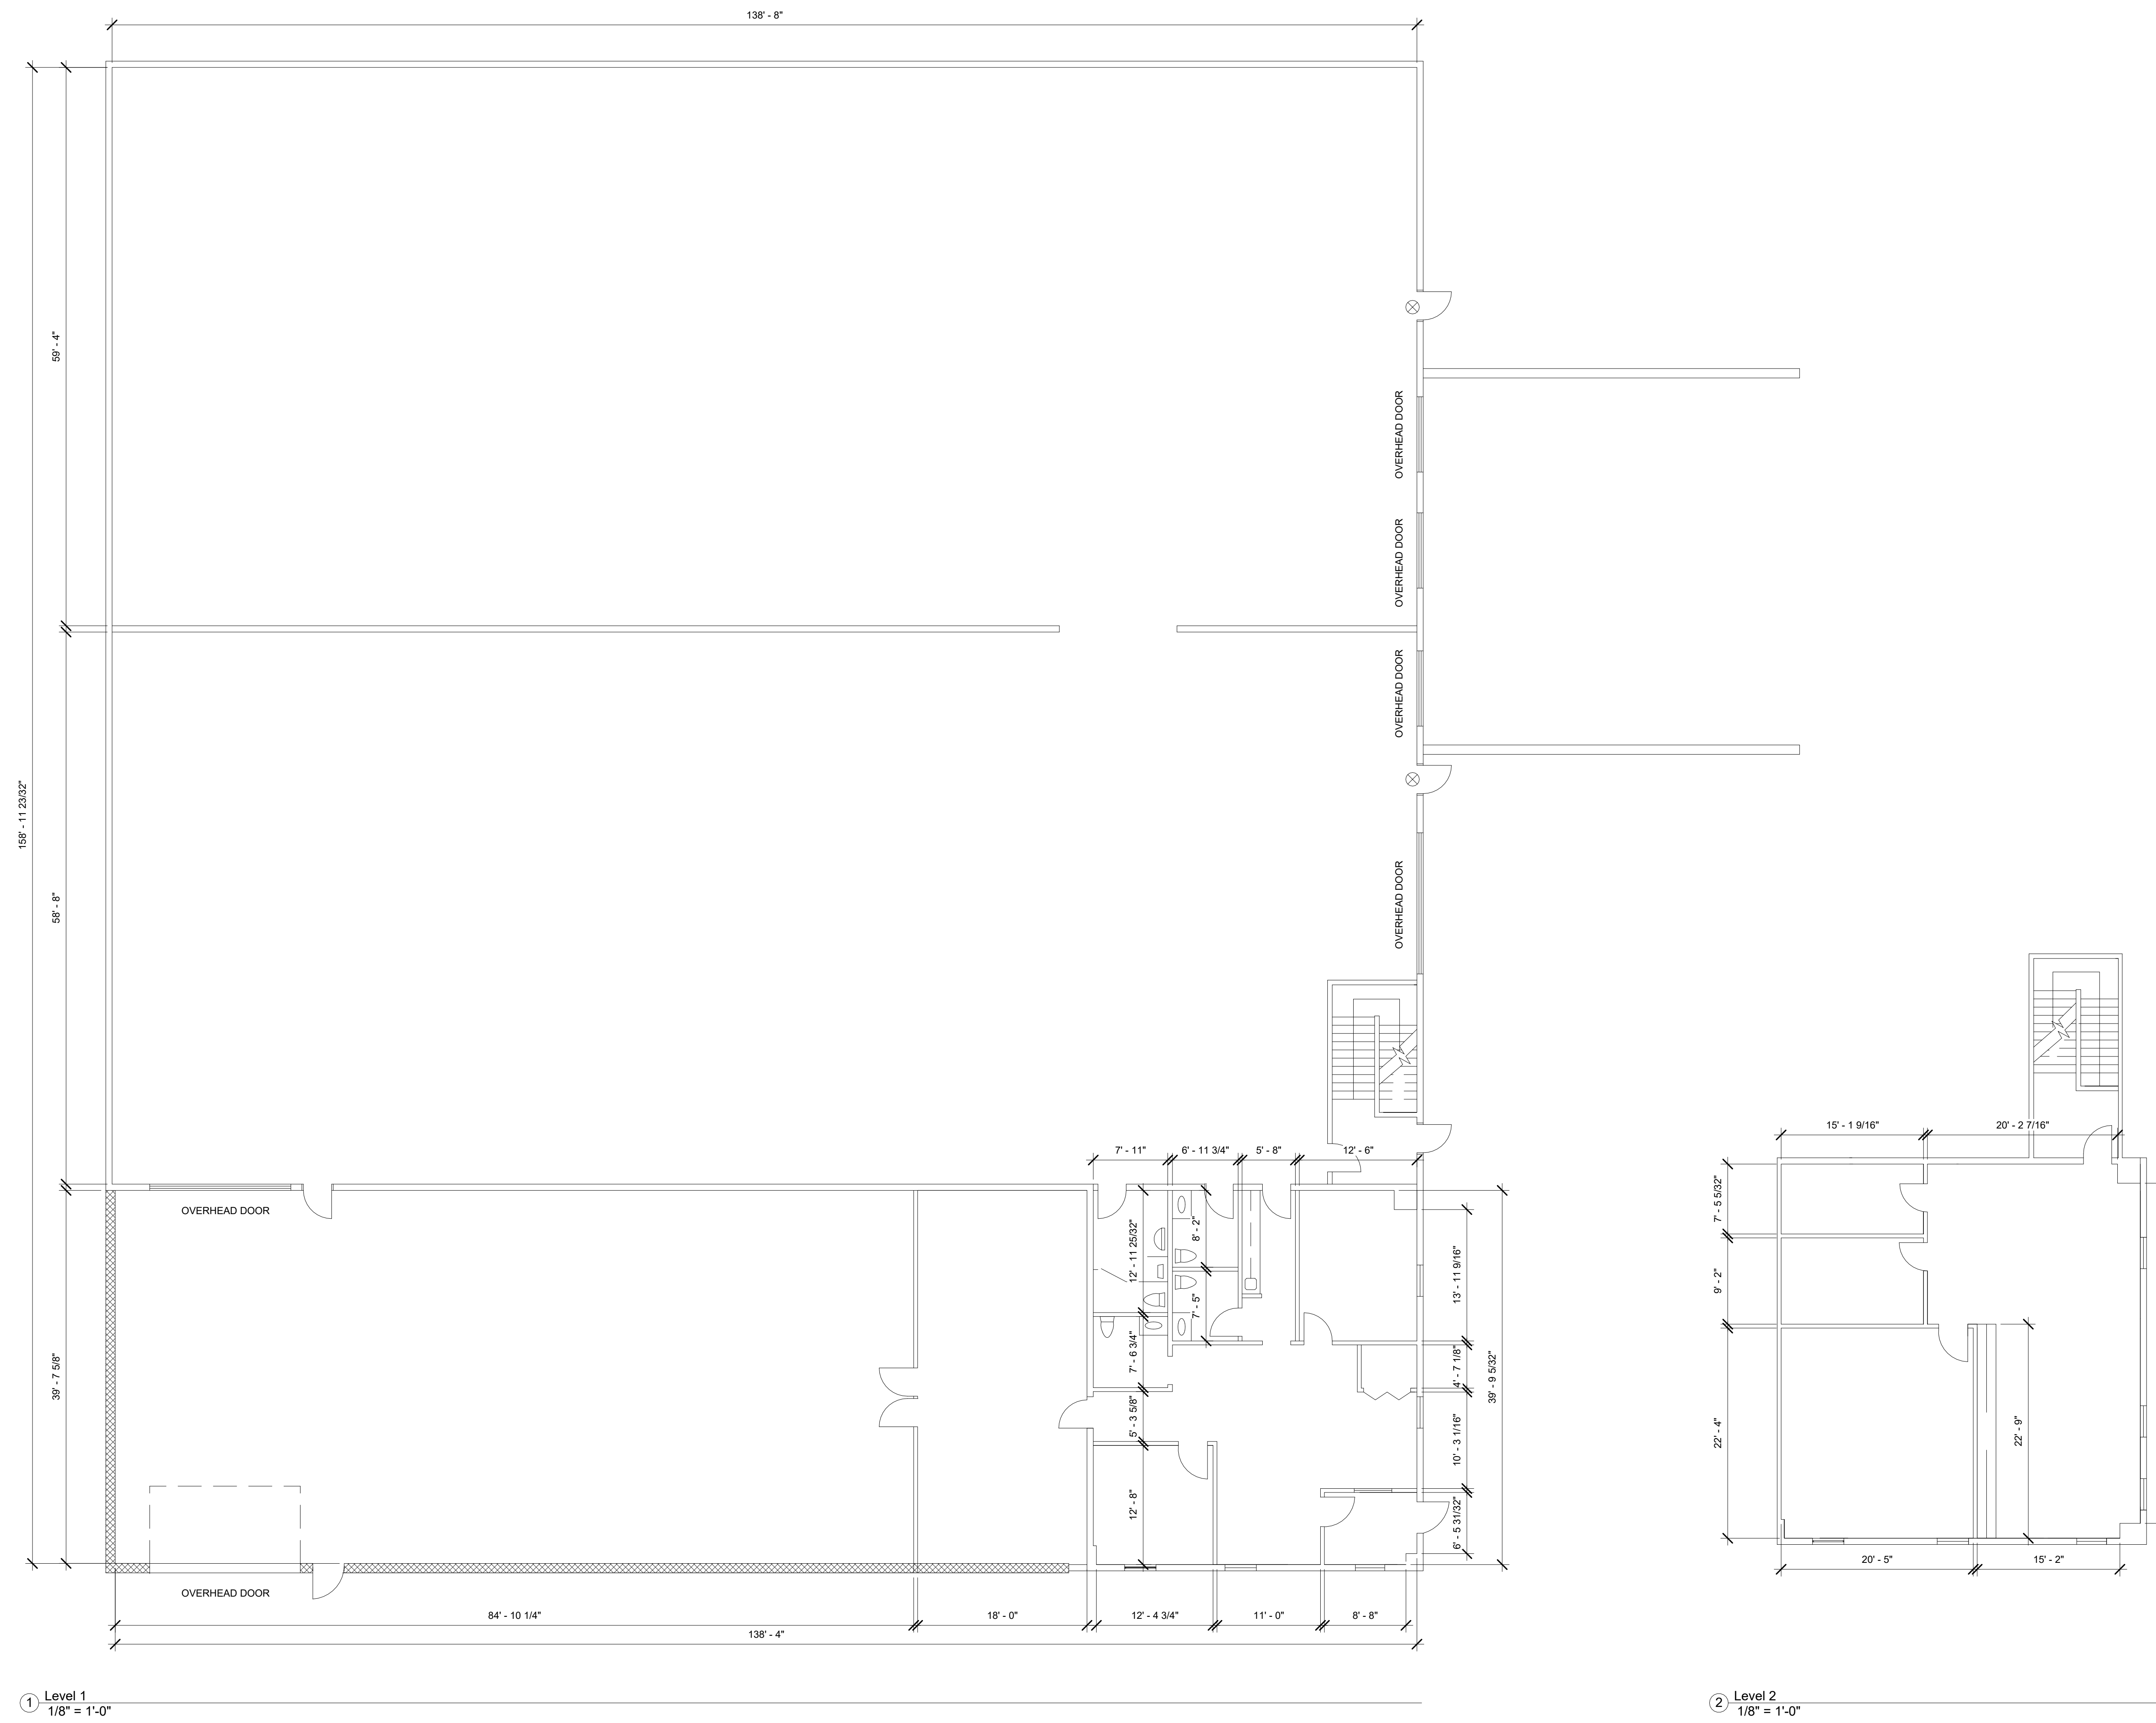 138' - 8"
59' - 4"
OVERHEAD DOOR
OVERHEAD DOOR
OVERHEAD DOOR
158' - 11 23/32"
58' - 8"
OVERHEAD DOOR
7' - 11"
6' - 11 3/4"
5' - 8"
12' - 6"
OVERHEAD DOOR
12' - 11 25/32"
8' - 2"
13' - 11 9/16"
7' - 5"
7' - 6 3/4"
4' - 7 1/8"
39' - 7 5/8"
39' - 9 5/32"
5' - 3 5/8"
10' - 3 1/16"
12' - 8"
6' - 5 31/32"
OVERHEAD DOOR
84' - 10 1/4"
18' - 0"
12' - 4 3/4"
11' - 0"
8' - 8"
138' - 4"
1
Level 1
1/8" = 1'-0"
15' - 1 9/16"
20' - 2 7/16"
7' - 5 5/32"
9' - 2"
22' - 4"
22' - 9"
20' - 5"
15' - 2"
2
Level 2
1/8" = 1'-0"